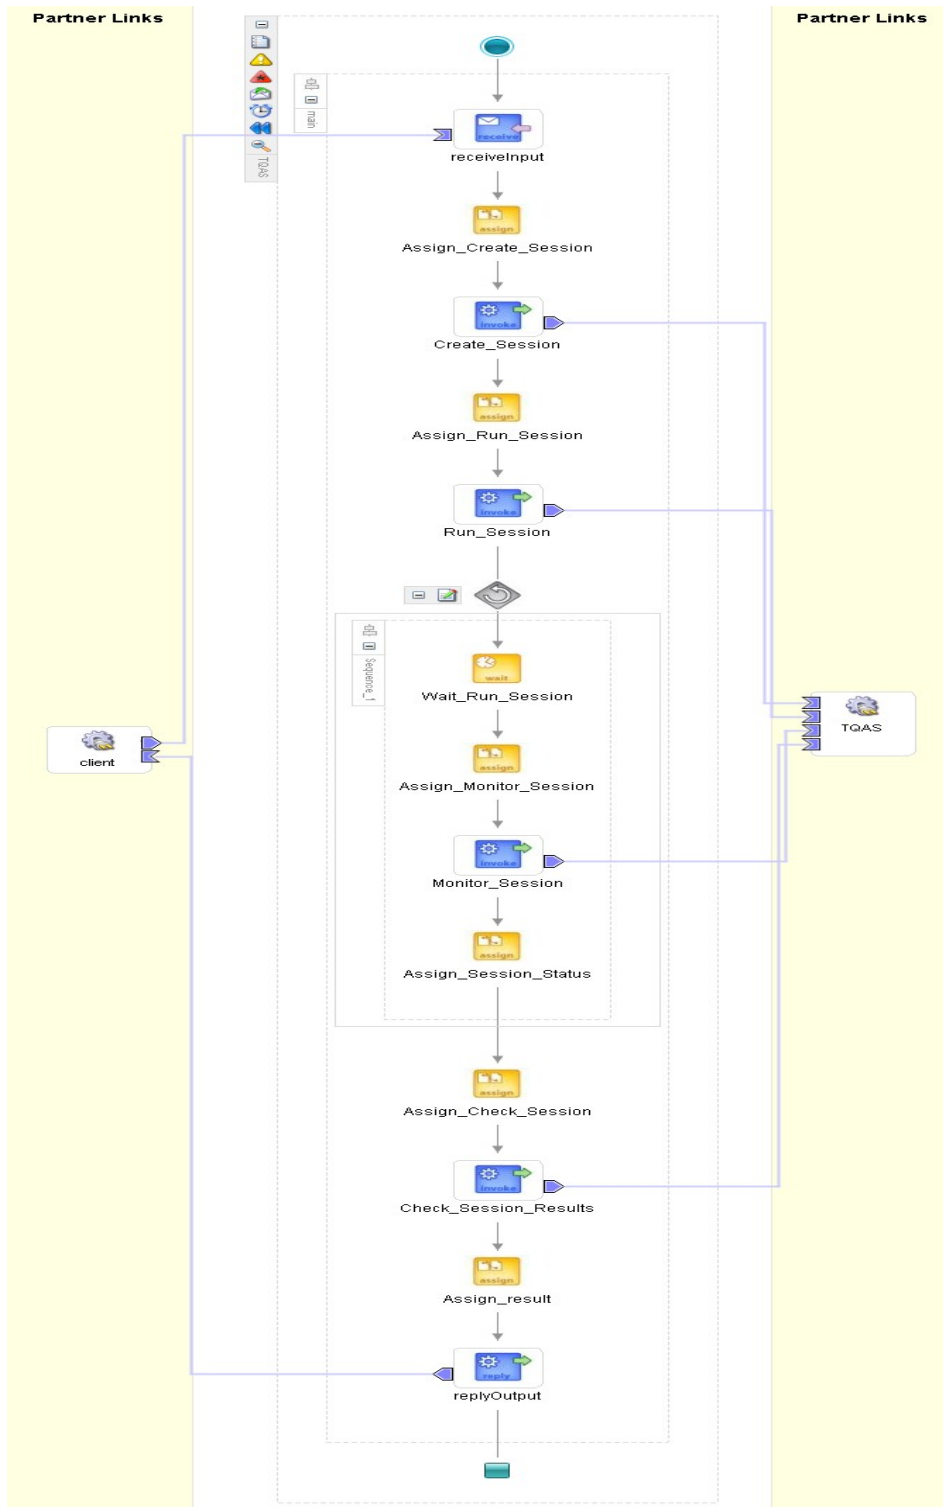 Partner Links
Partner Links
TQAS
main
receive
receiveInput
assign
Assign_Create_Session
invoke
Create_Session
assign
Assign_Run_Session
invoke
Run_Session
Sequence_1
wait
Wait_Run_Session
TQAS
client
assign
Assign_Monitor_Session
invoke
Monitor_Session
assign
Assign_Session_Status
assign
Assign_Check_Session
invoke
Check_Session_Results
assign
Assign_result
reply
replyOutput